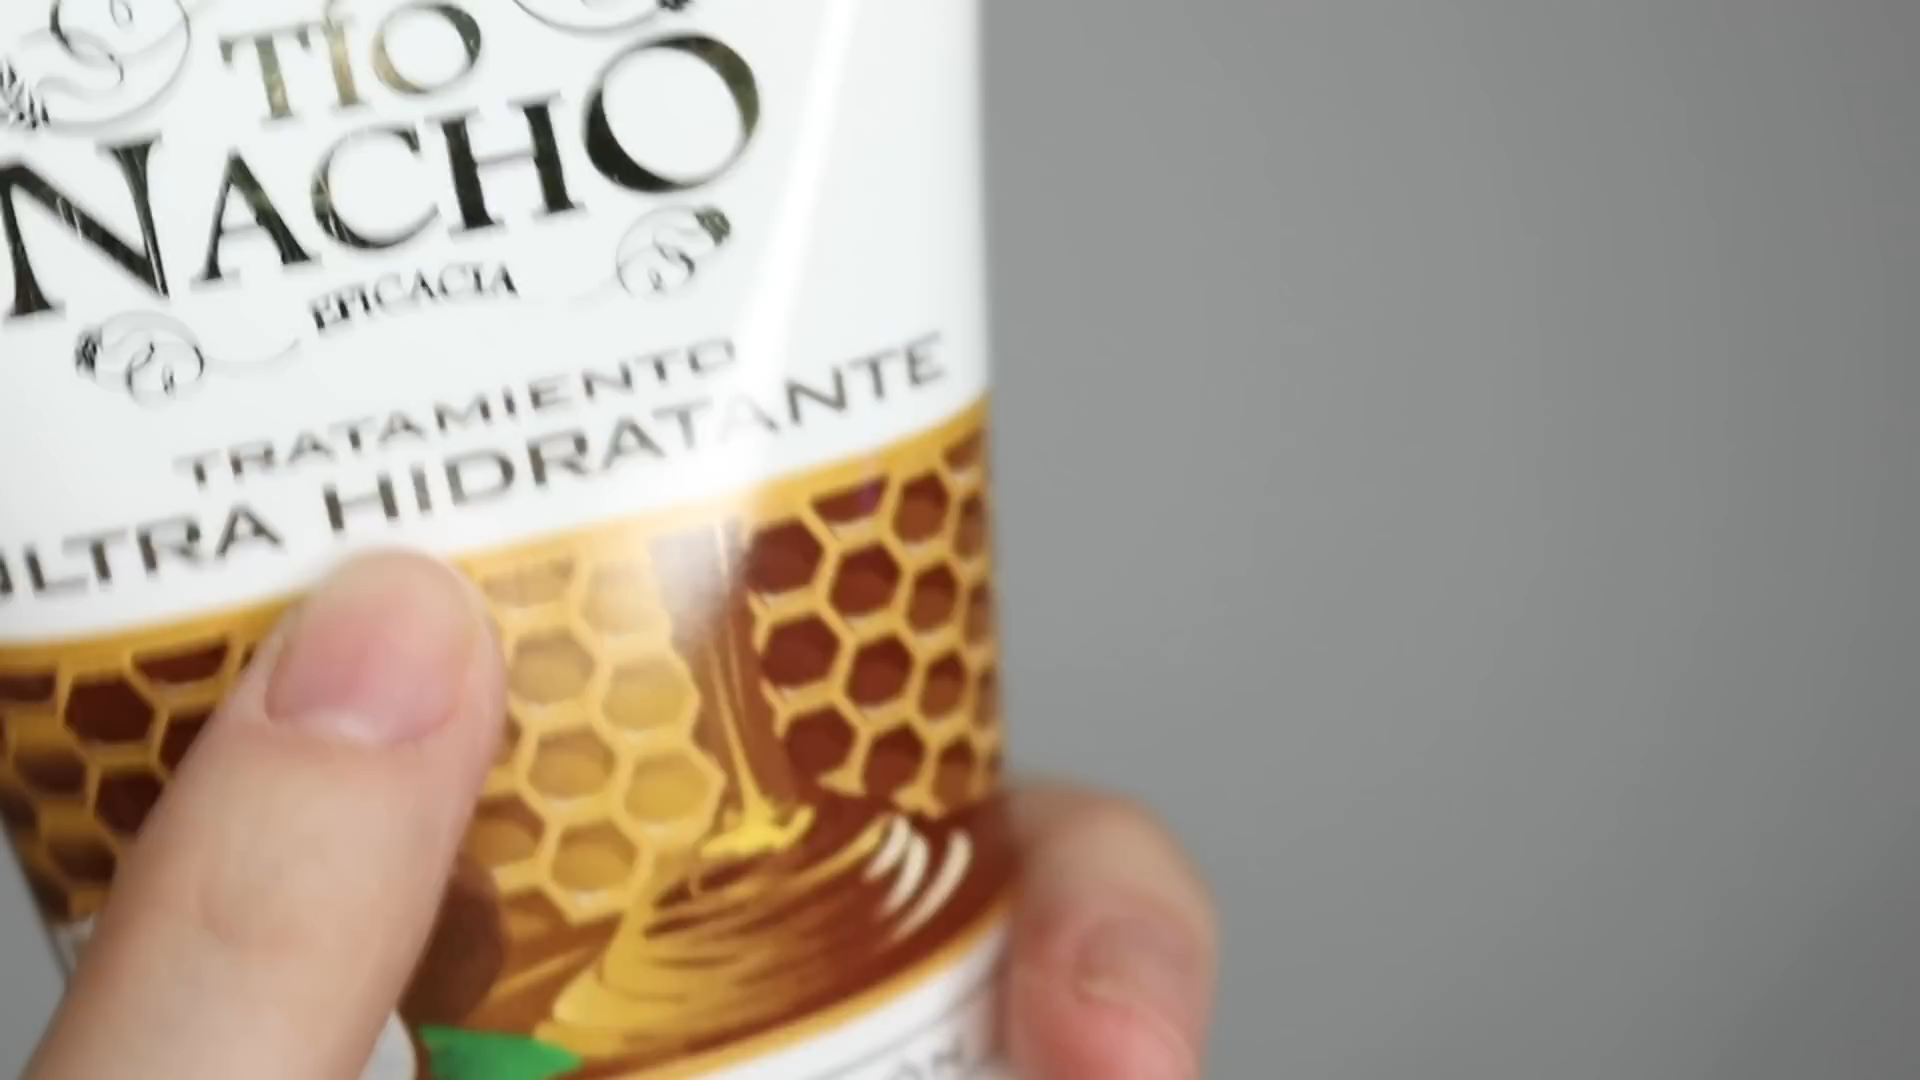 TÍO
NACHO
EFICACIA
TRATAMIENTO
ULTRA HIDRATANTE